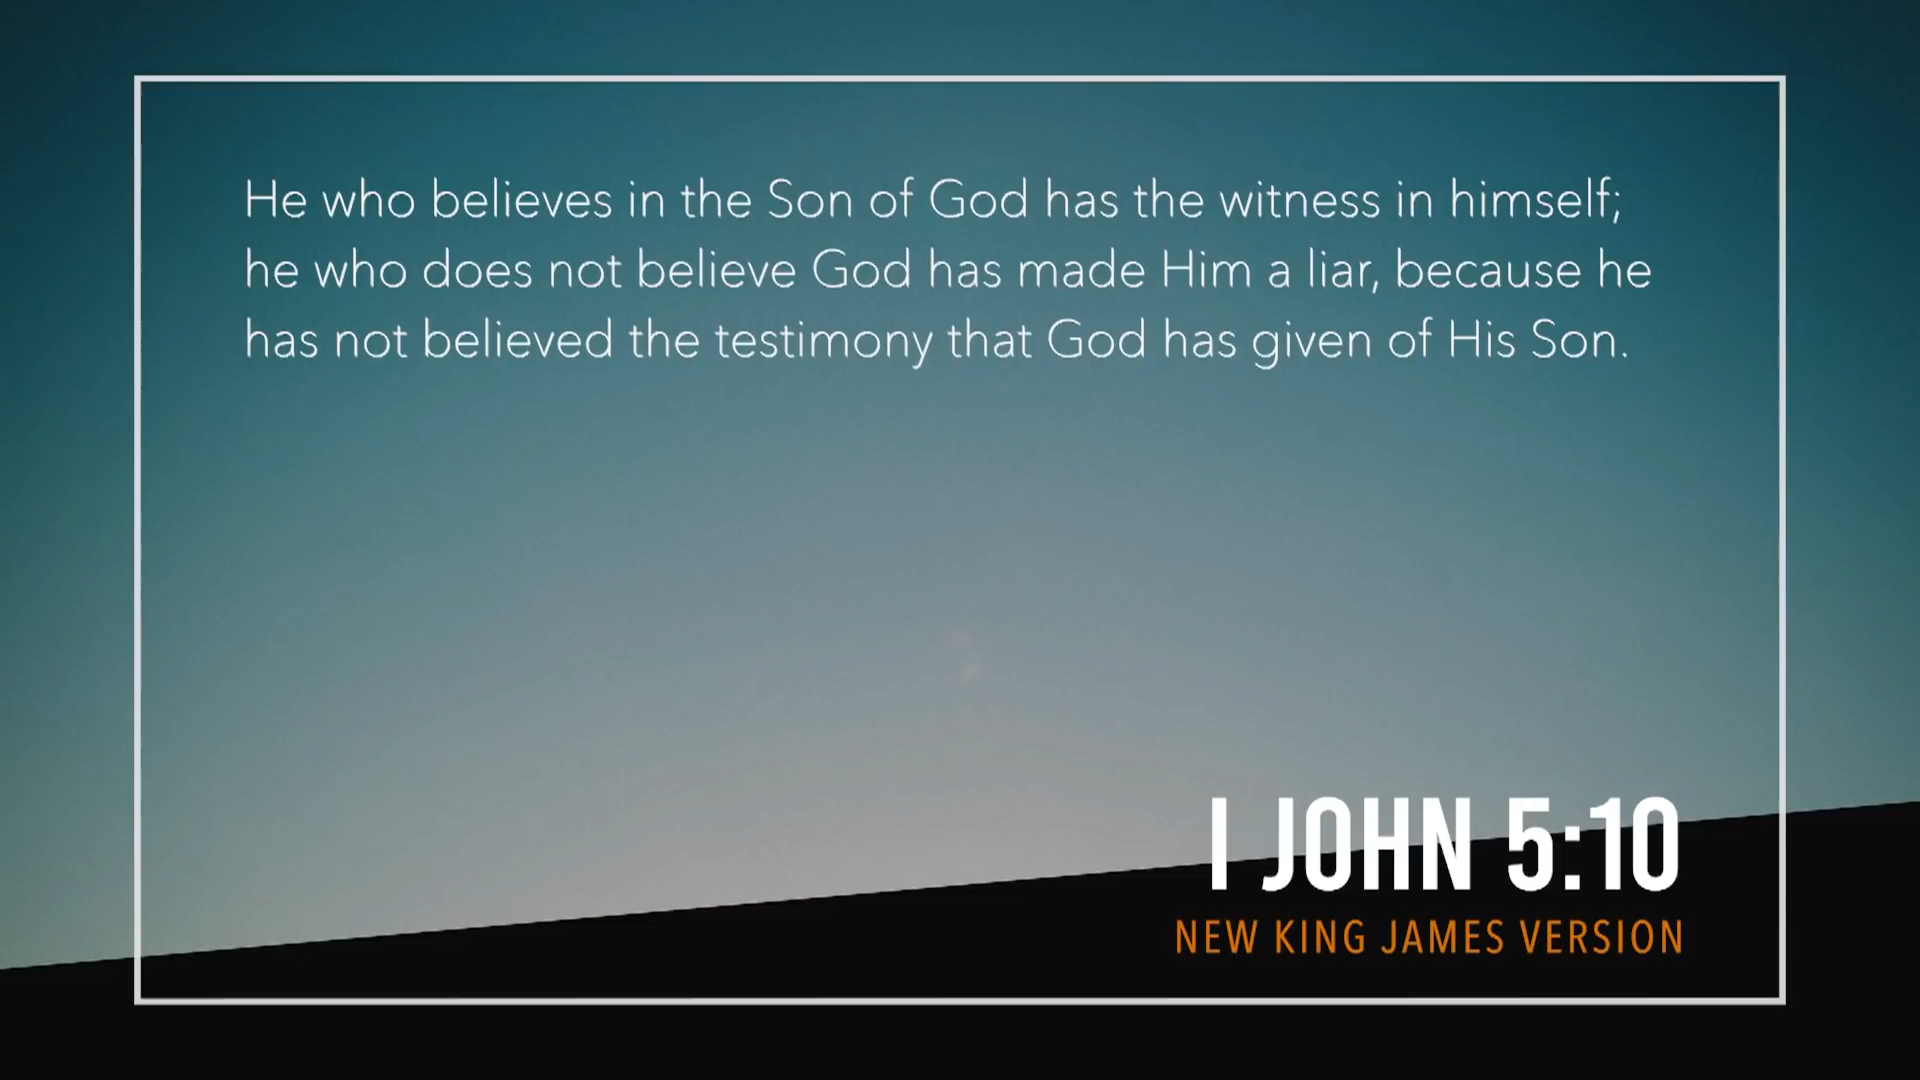 He who believes in the Son of God has the witness in himself;
he who does not believe God has made Him a liar, because he
has not believed the testimony that God has given of His Son.
I JOHN 5:10
NEW KING JAMES VERSION